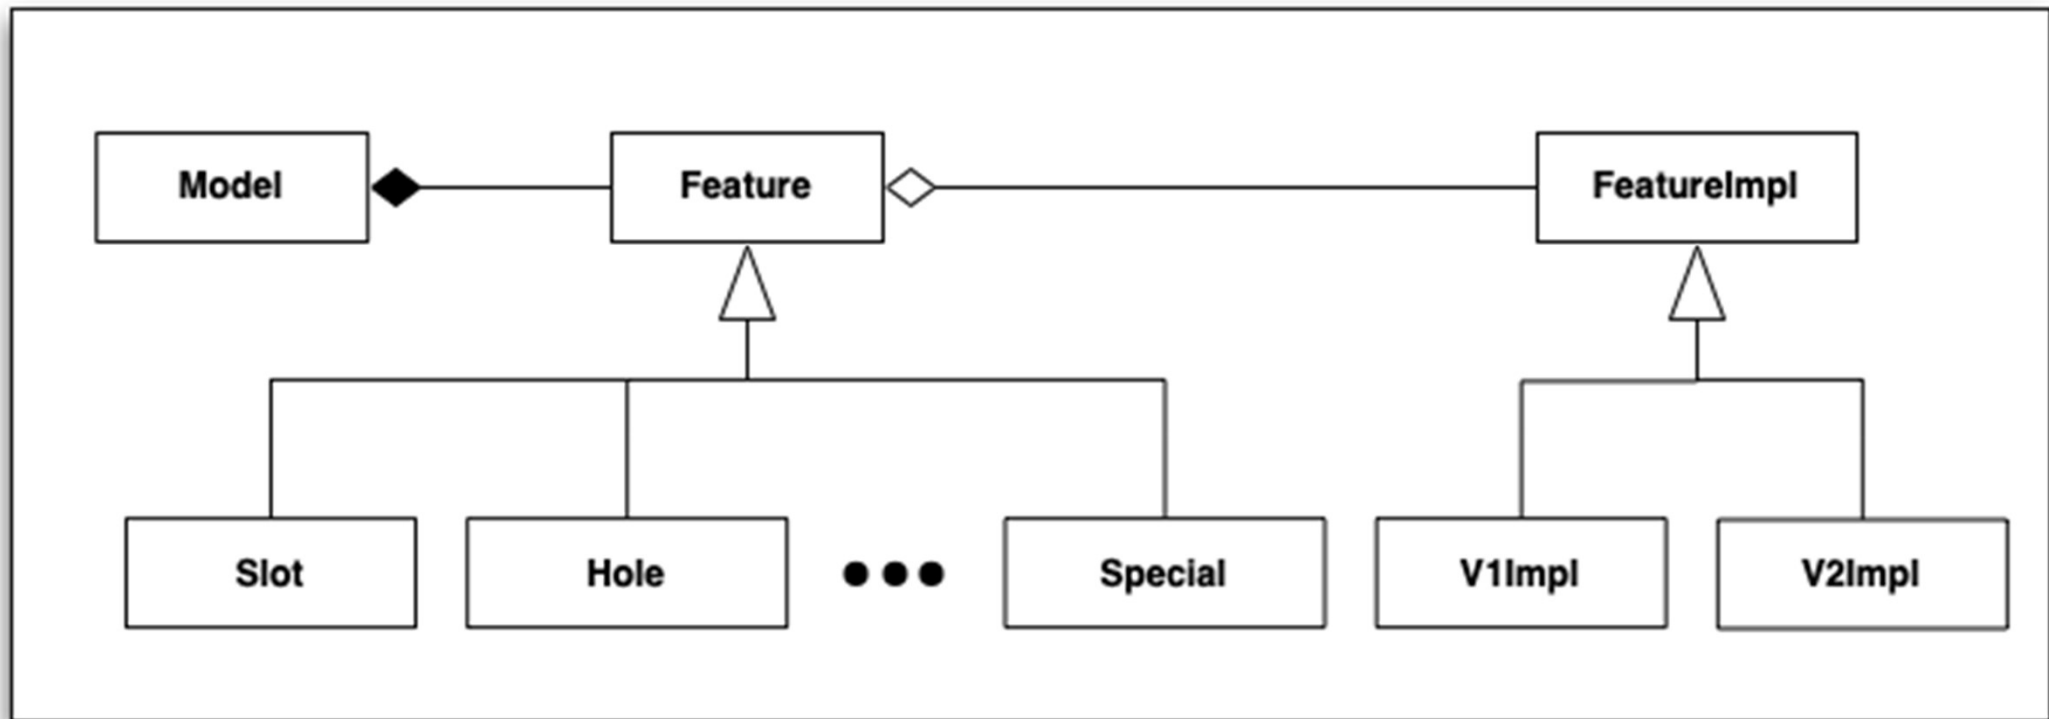 Model
Feature
FeatureImpl
Slot
Hole
Special
V1Impl
V2Impl